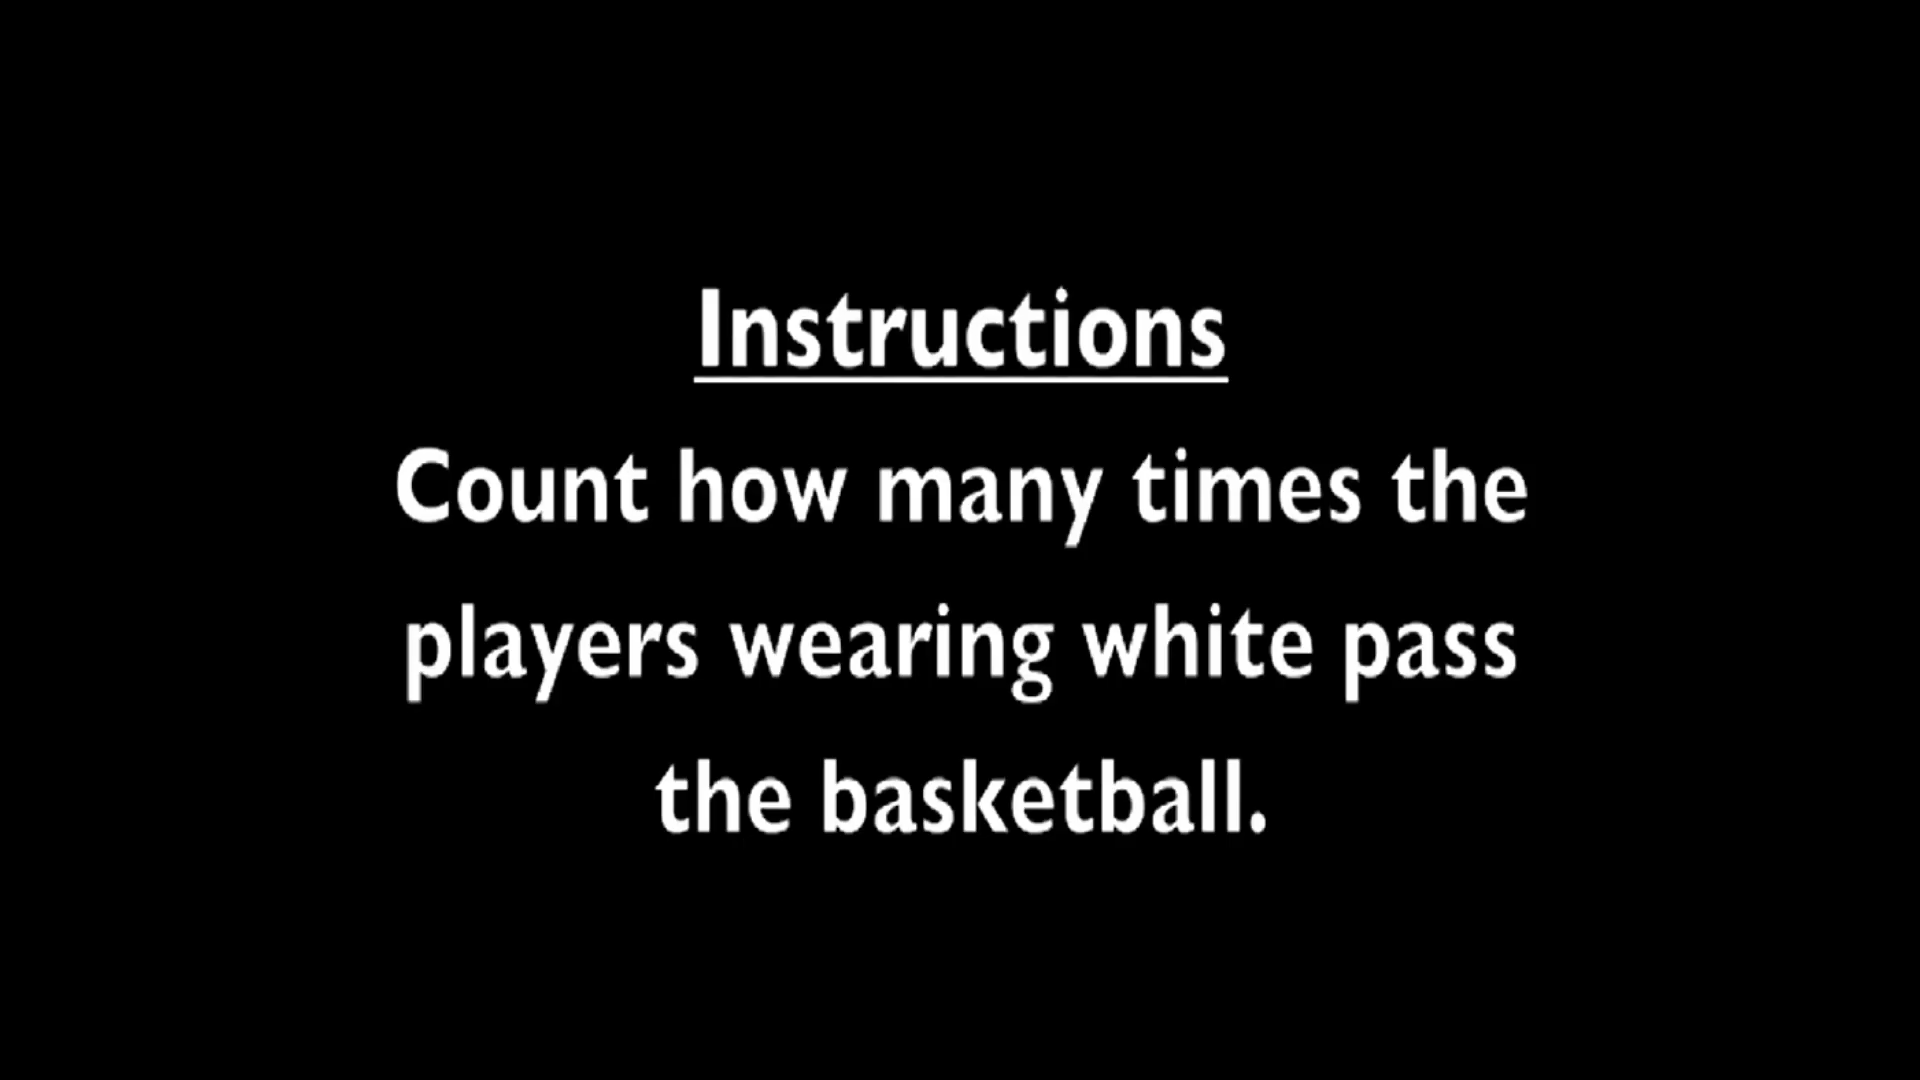 Instructions
Count how many times the
players wearing white pass
the basketball.